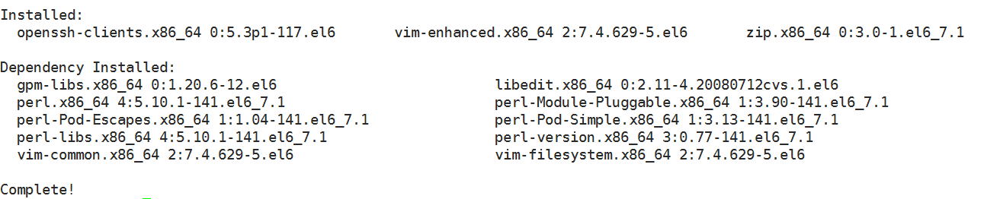 Installed:
  openssh-clients.x86_64 0:5.3p1-117.el6       vim-enhanced.x86_64 2:7.4.629-5.el6       zip.x86_64 0:3.0-1.el6_7.1

Dependency Installed:
  gpm-libs.x86_64 0:1.20.6-12.el6                          libedit.x86_64 0:2.11-4.20080712cvs.1.el6
  perl.x86_64 4:5.10.1-141.el6_7.1                         perl-Module-Pluggable.x86_64 1:3.90-141.el6_7.1
  perl-Pod-Escapes.x86_64 1:1.04-141.el6_7.1               perl-Pod-Simple.x86_64 1:3.13-141.el6_7.1
  perl-libs.x86_64 4:5.10.1-141.el6_7.1                    perl-version.x86_64 3:0.77-141.el6_7.1
  vim-common.x86_64 2:7.4.629-5.el6                        vim-filesystem.x86_64 2:7.4.629-5.el6

Complete!